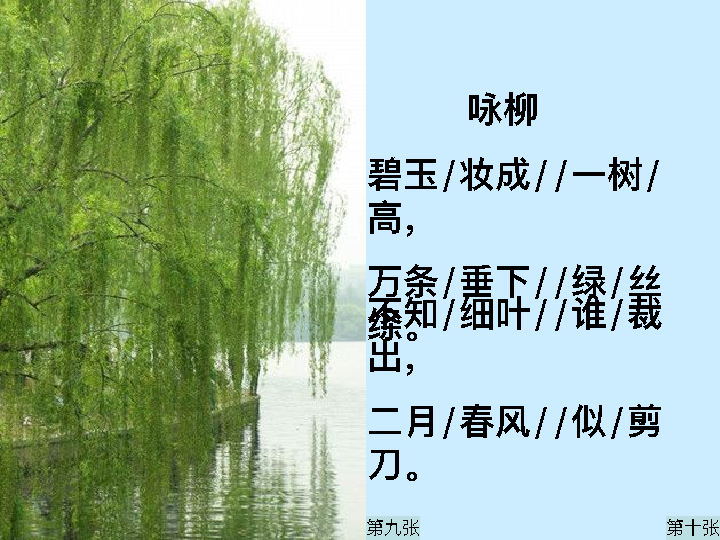 咏柳
碧玉/妆成//一树/
高，
万条/垂下//绿/丝
绦。
不知/细叶//谁/裁
出，
二月/春风//似/剪
刀。
第九张
第十张